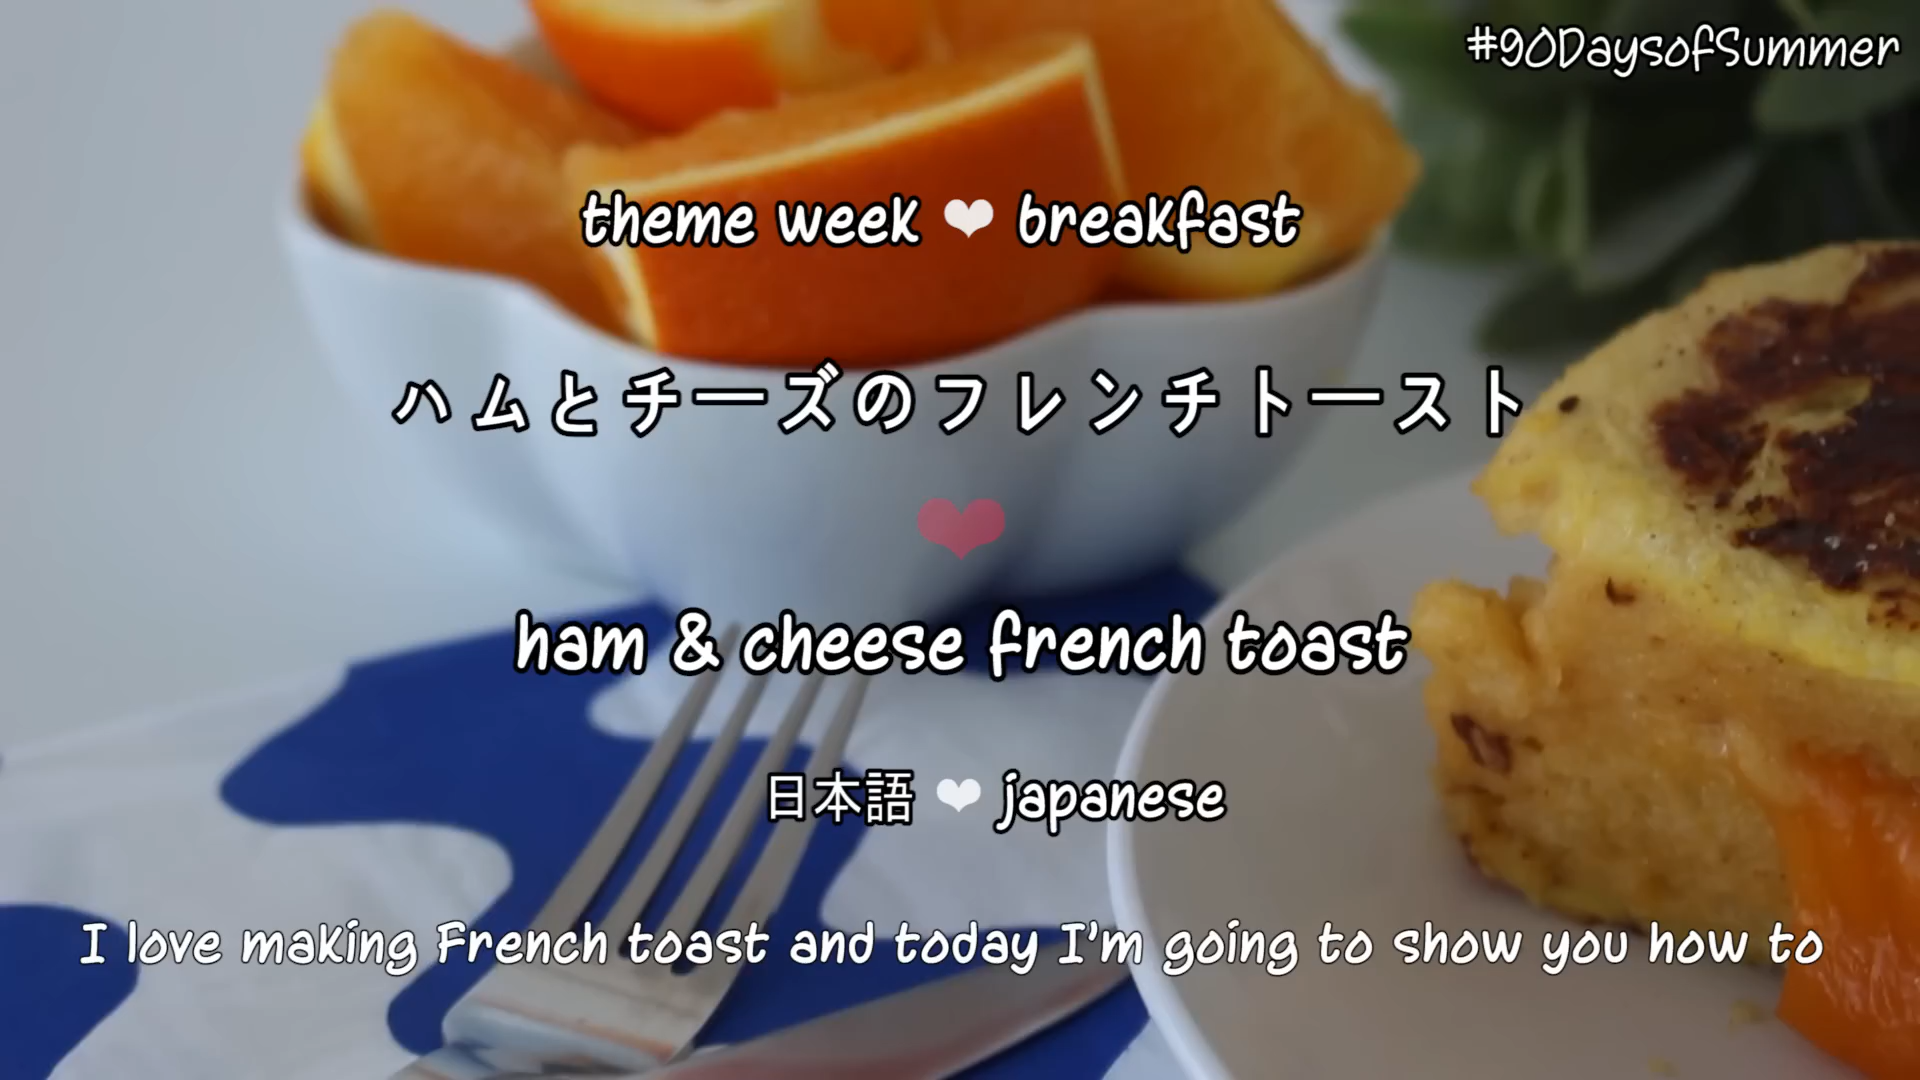 #90DaysofSummer
theme week ❤ breakfast
ハムとチーズのフレンチトースト
❤
ham & cheese french toast
日本語 ❤ japanese
I love making French toast and today I'm going to show you how to